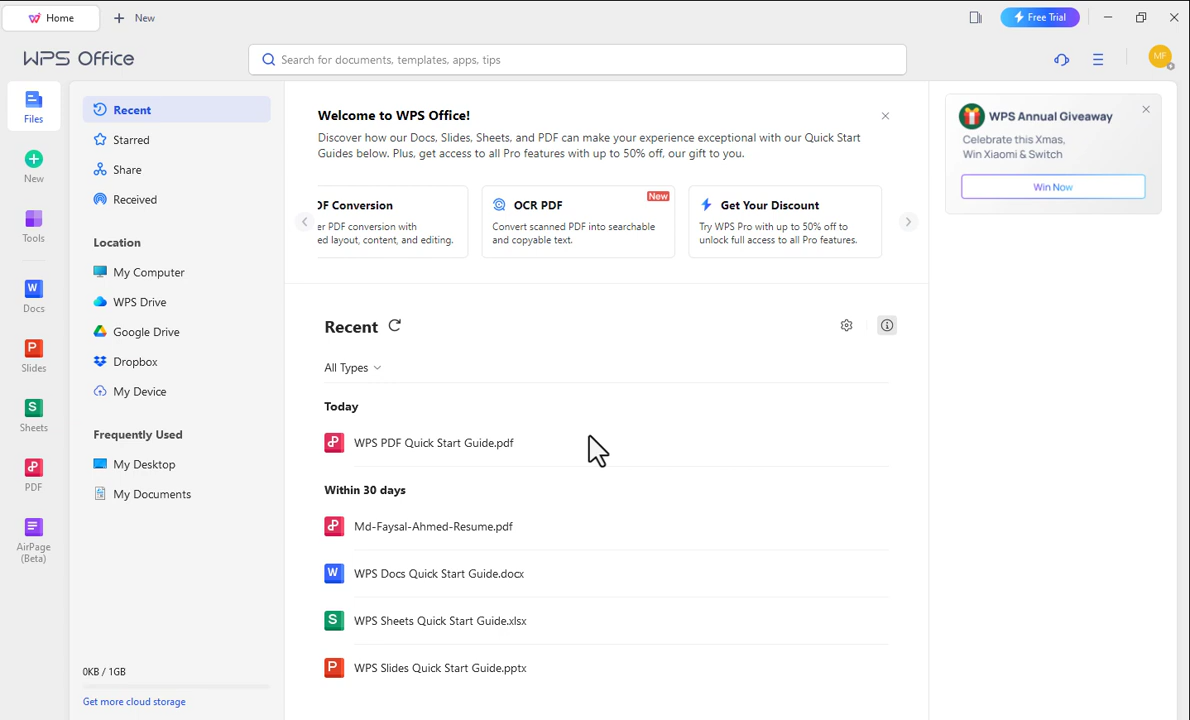 Home
New
Free Trial
WPS Office
Search for documents, templates, apps, tips
MF
Files
New
Tools
W
Docs
P
Slides
S
Sheets
P
PDF
AirPage
(Beta)
Recent
Starred
Share
Received
Location
My Computer
WPS Drive
Google Drive
Dropbox
My Device
Frequently Used
My Desktop
My Documents
0KB / 1GB
Get more cloud storage
Welcome to WPS Office!
Discover how our Docs, Slides, Sheets, and PDF can make your experience exceptional with our Quick Start
Guides below. Plus, get access to all Pro features with up to 50% off, our gift to you.
DF Conversion
er PDF conversion with
ed layout, content, and editing.
OCR PDF
New
Convert scanned PDF into searchable
and copyable text.
Get Your Discount
Try WPS Pro with up to 50% off to
unlock full access to all Pro features.
Recent
All Types
Today
WPS PDF Quick Start Guide.pdf
Within 30 days
Md-Faysal-Ahmed-Resume.pdf
W WPS Docs Quick Start Guide.docx
S WPS Sheets Quick Start Guide.xlsx
P WPS Slides Quick Start Guide.pptx
WPS Annual Giveaway
Celebrate this Xmas,
Win Xiaomi & Switch
Win Now